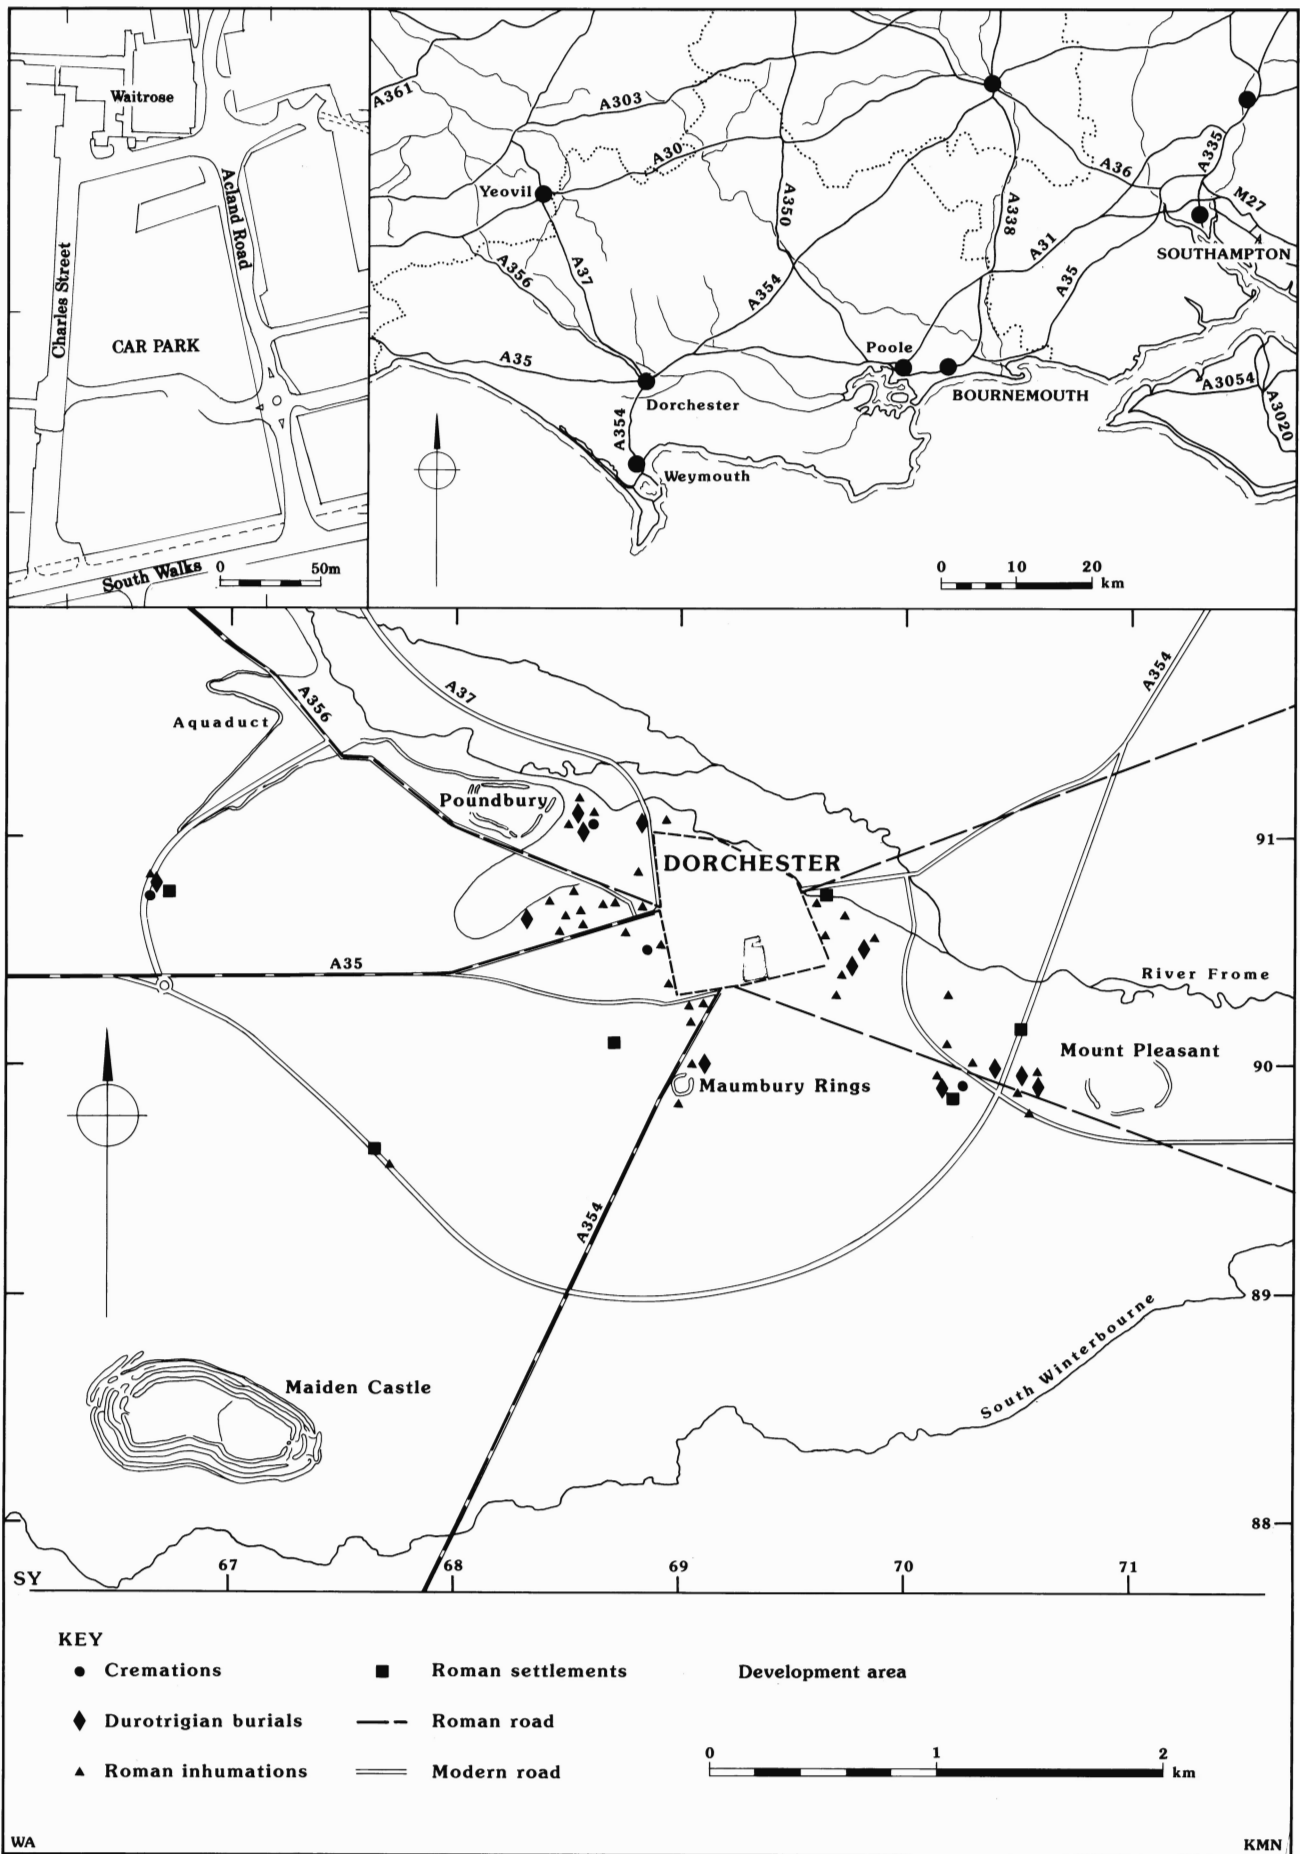 Waitrose
Acland Road
Charles Street
CAR PARK
South Walks
0 50m
A361
A303
A30
A36
A335
M27
Yeovil
A350
A338
A31
SOUTHAMPTON
A356
A37
A354
A35
A35
Poole
A3054
BOURNEMOUTH
Dorchester
A3020
A354
Weymouth
0 10 20
km
A354
A37
A356
Aquaduct
Poundbury
91
DORCHESTER
A35
River Frome
Mount Pleasant
90
Maumbury Rings
A354
89
South Winterbourne
Maiden Castle
88
SY
67 68 69 70 71
KEY
Cremations
Roman settlements
Development area
Durotrigian burials
Roman road
Roman inhumations
Modern road
0 1 2
km
WA
KMN